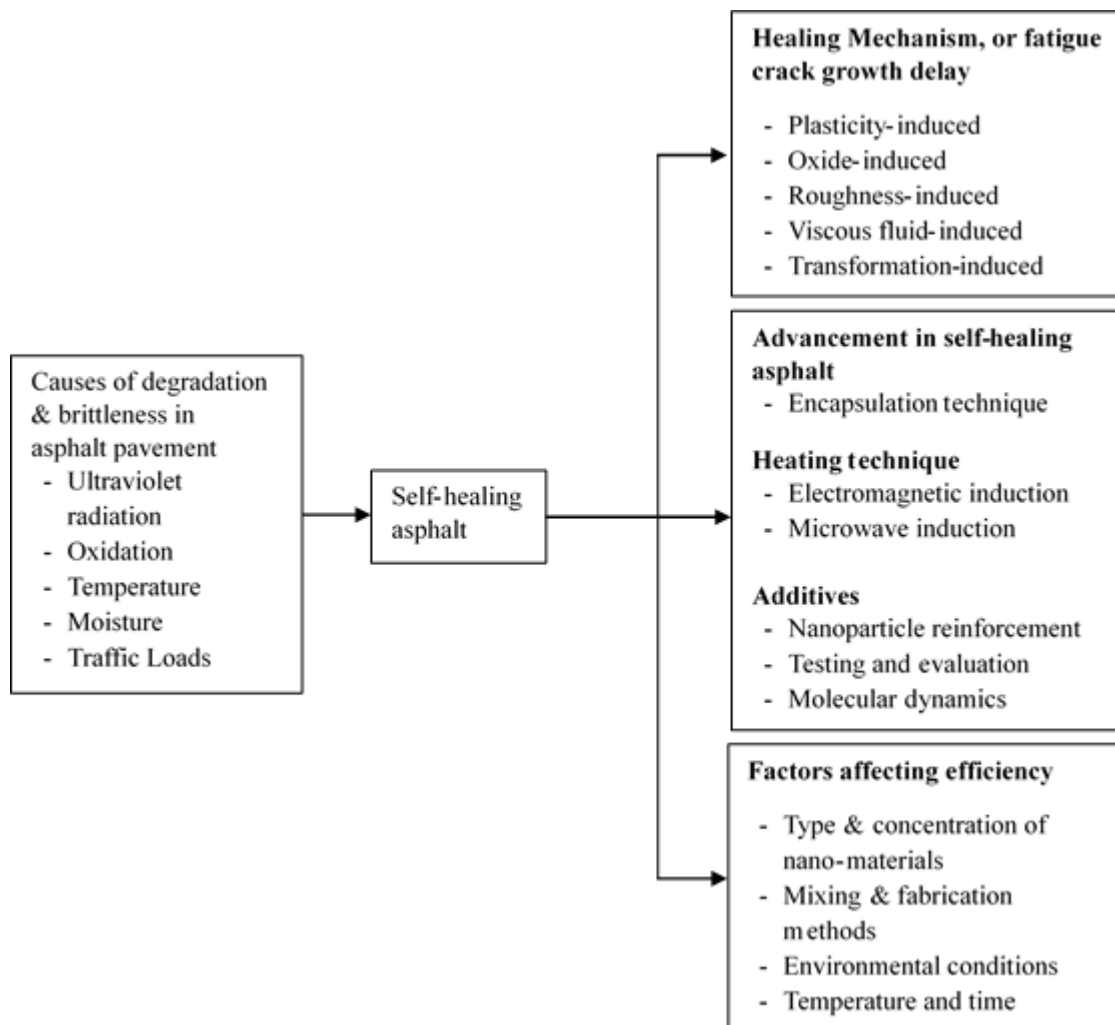 Causes of degradation
& brittleness in
asphalt pavement
- Ultraviolet
radiation
- Oxidation
- Temperature
- Moisture
- Traffic Loads
Self-healing
asphalt
Healing Mechanism, or fatigue
crack growth delay
- Plasticity-induced
- Oxide-induced
- Roughness-induced
- Viscous fluid-induced
- Transformation-induced
Advancement in self-healing
asphalt
- Encapsulation technique
Heating technique
- Electromagnetic induction
- Microwave induction
Additives
- Nanoparticle reinforcement
- Testing and evaluation
- Molecular dynamics
Factors affecting efficiency
- Type & concentration of
nano-materials
- Mixing & fabrication
methods
- Environmental conditions
- Temperature and time